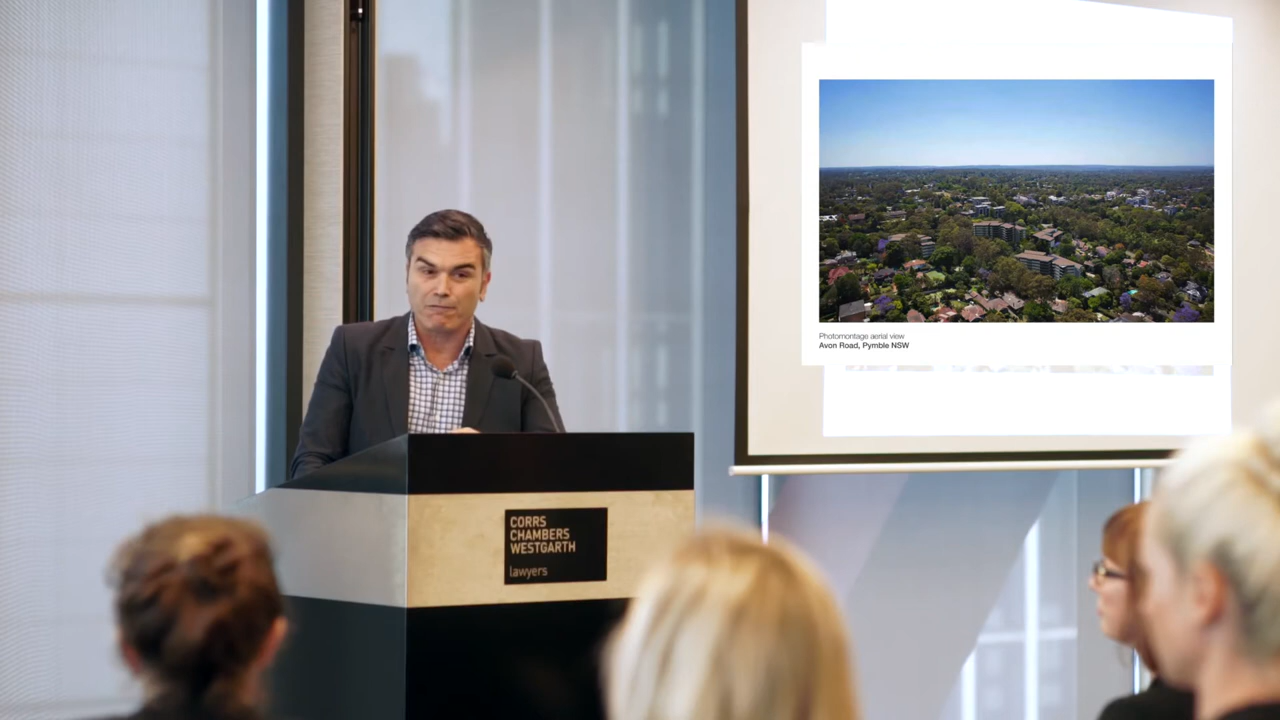 Photomontage aerial view
Avon Road, Pymble NSW
CORRS
CHAMBERS
WESTGARTH
lawyers